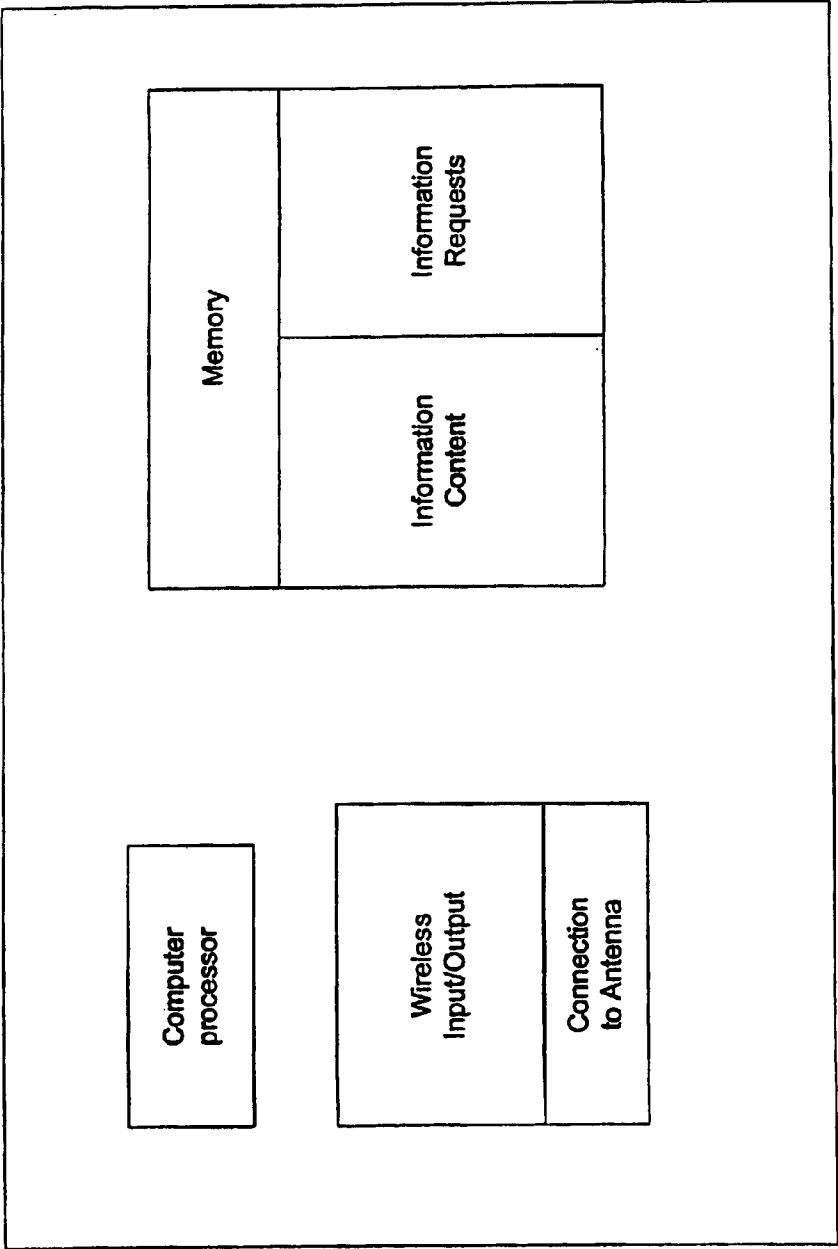 Computer
processor
Wireless
Input/Output
Connection
to Antenna
Memory
Information
Content
Information
Requests